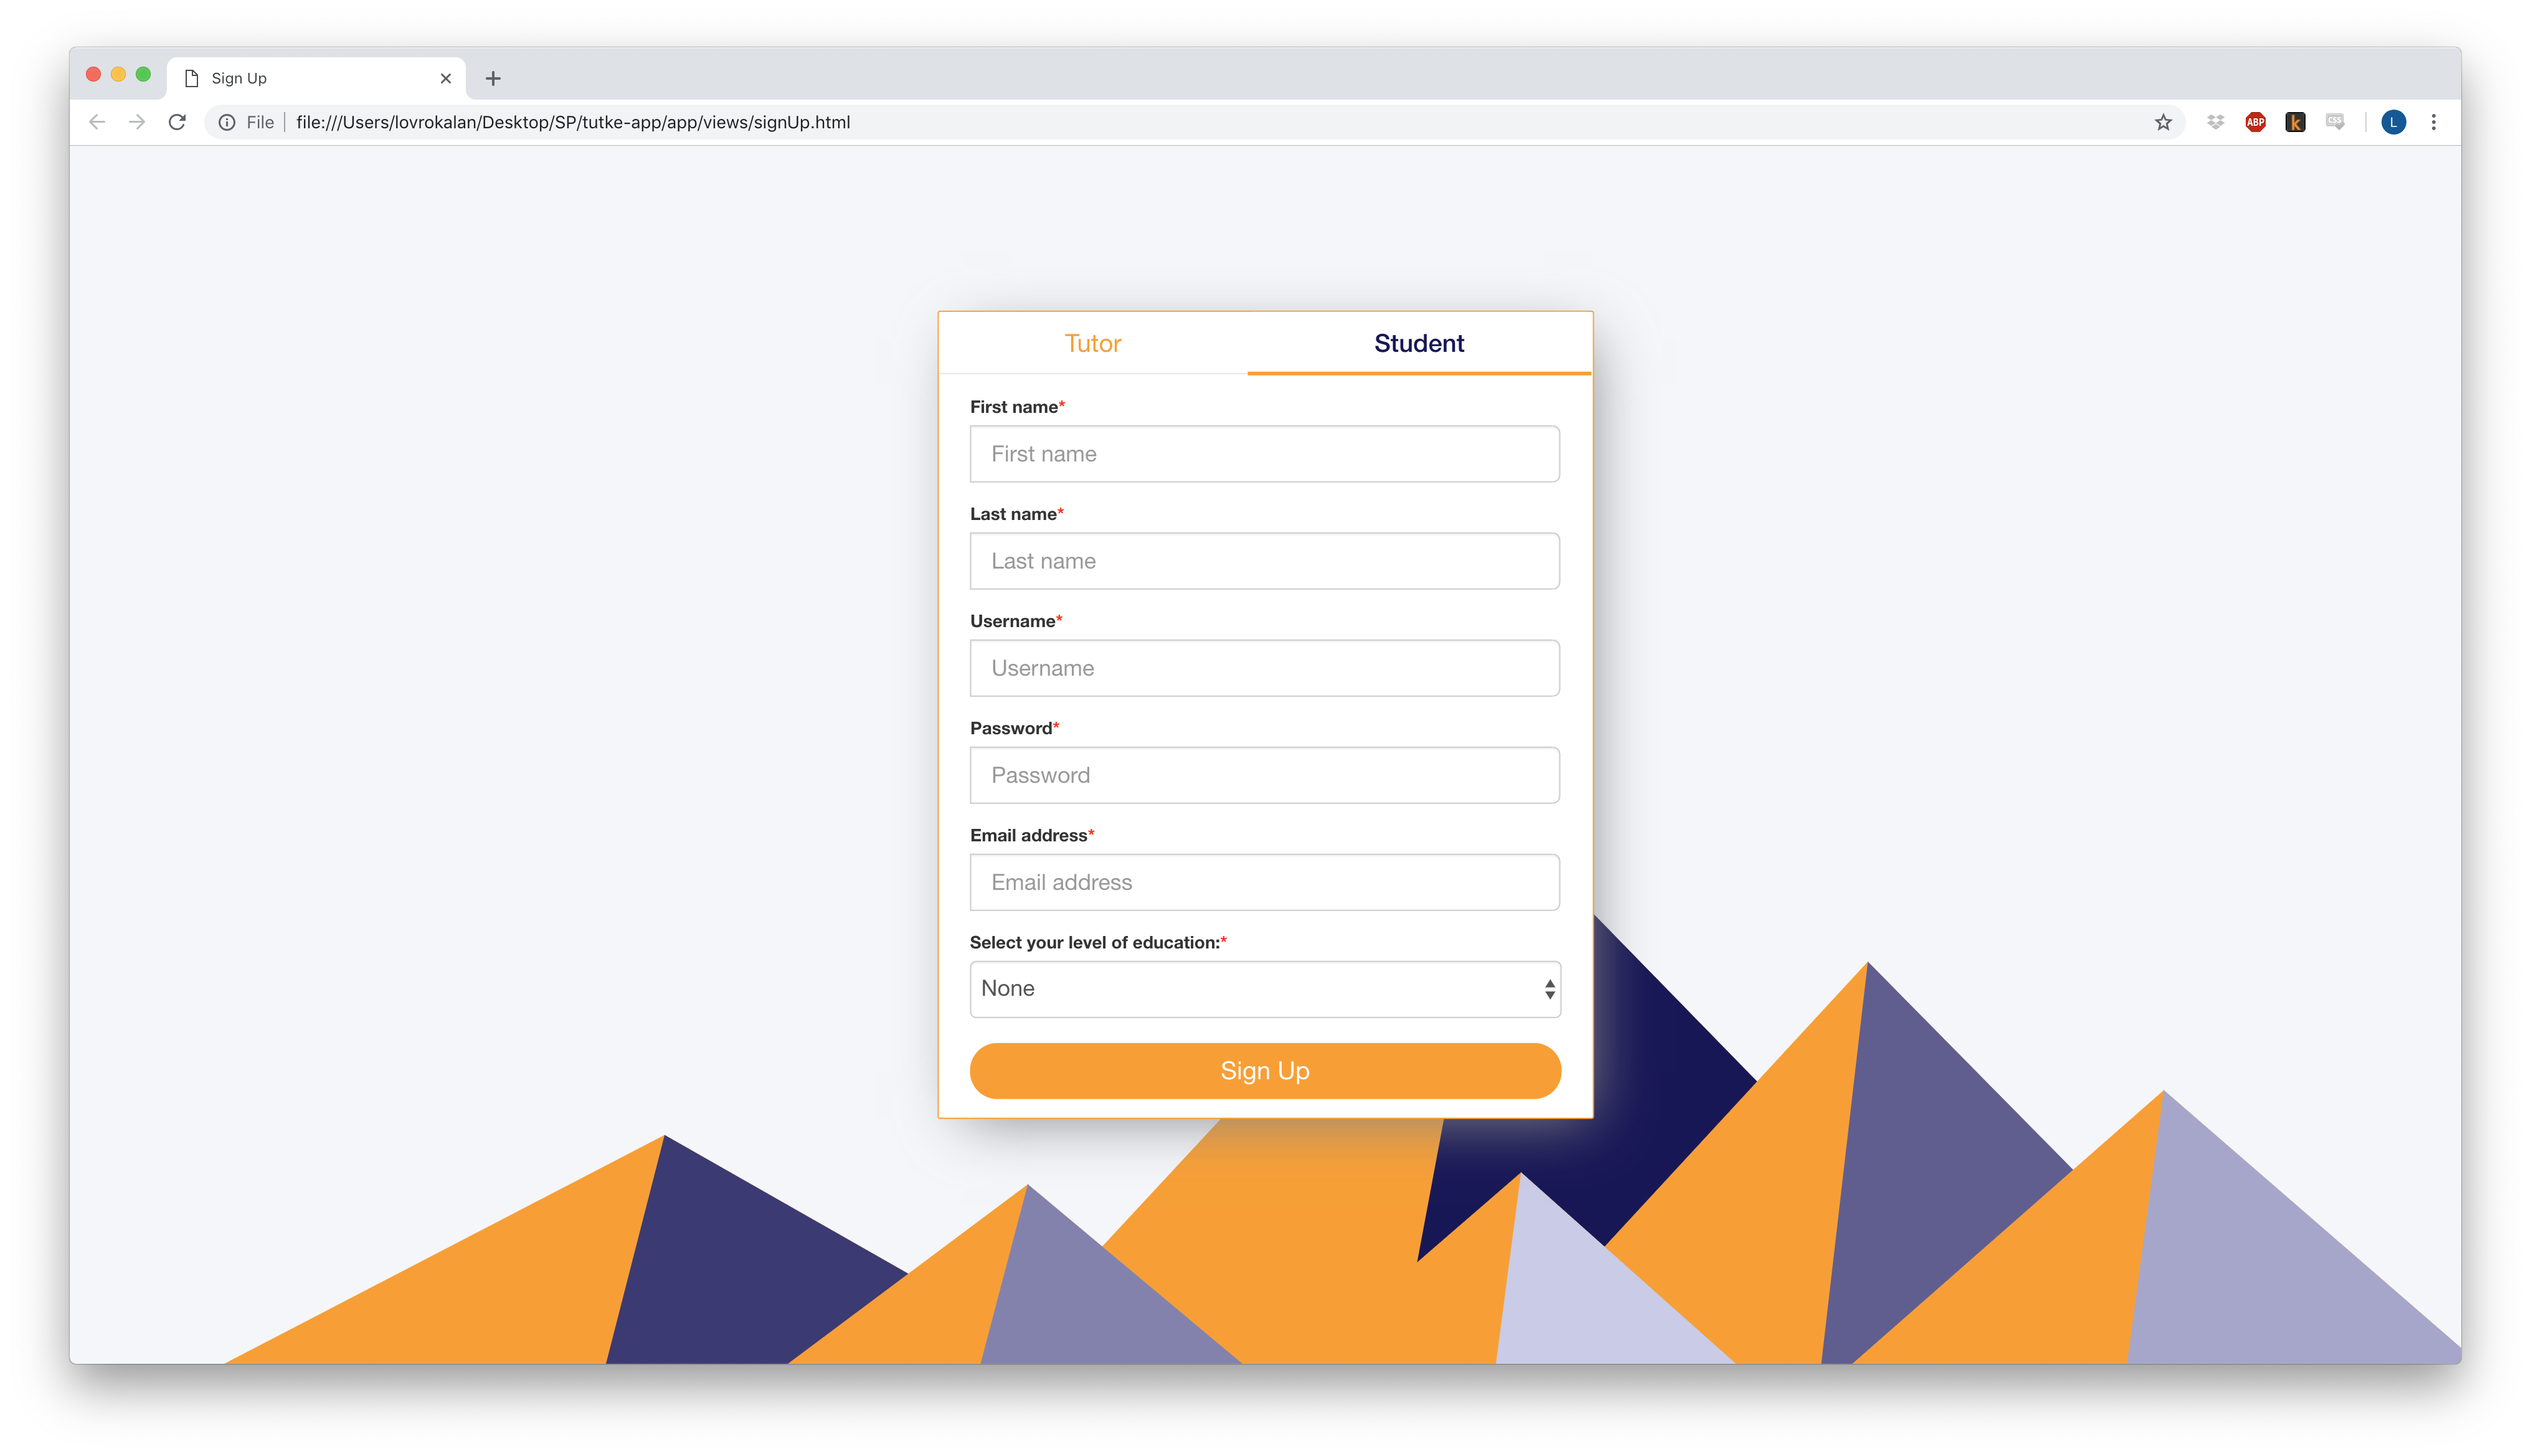 Sign Up
File file:///Users/lovrokalan/Desktop/SP/tutke-app/app/views/signUp.html ABP k CSS L
Tutor Student
First name*
First name
Last name*
Last name
Username*
Username
Password*
Password
Email address*
Email address
Select your level of education:*
None
Sign Up